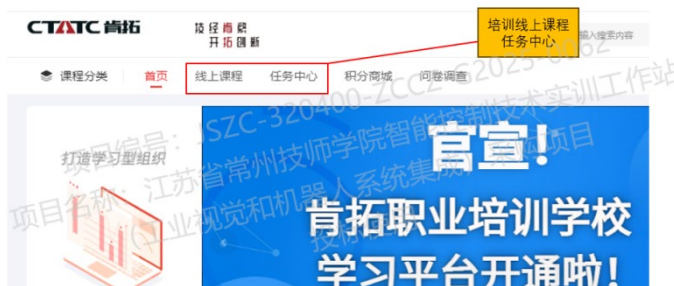 CTATC 肯拓
技径肯綮
开拓创新
培训线上课程
任务中心
输入搜索内容
课程分类 首页 线上课程 任务中心 积分商城 问卷调查
打造学习型组织
官宣！
肯拓职业培训学校
学习平台开通啦！
项目编号：JSZC-320400-ZCCZ-G2023-0062
项目名称：江苏省常州技师学院智能控制技术实训工作站
（工业视觉和机器人系统集成）采购项目